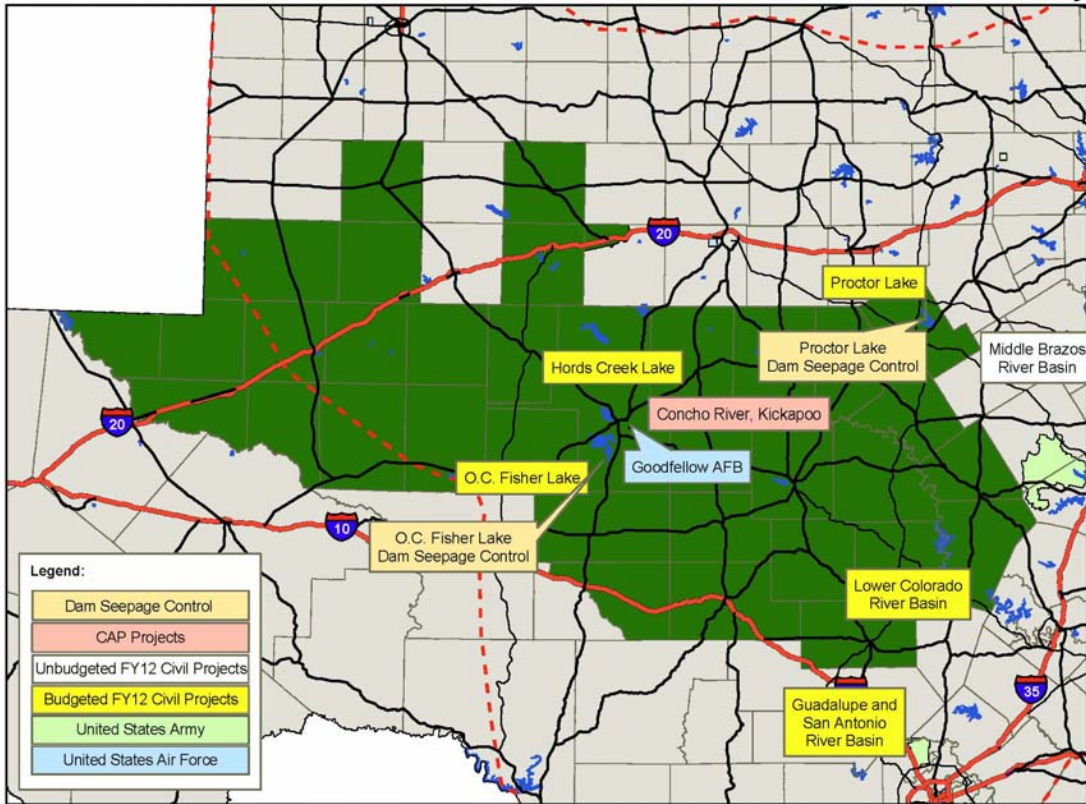 20
Proctor Lake
Proctor Lake
Dam Seepage Control
Middle Brazos
River Basin
Hords Creek Lake
Concho River, Kickapoo
20
Goodfellow AFB
O.C. Fisher Lake
10
O.C. Fisher Lake
Dam Seepage Control
Lower Colorado
River Basin
35
Guadalupe and
San Antonio
River Basin
Legend:
Dam Seepage Control
CAP Projects
Unbudgeted FY12 Civil Projects
Budgeted FY12 Civil Projects
United States Army
United States Air Force